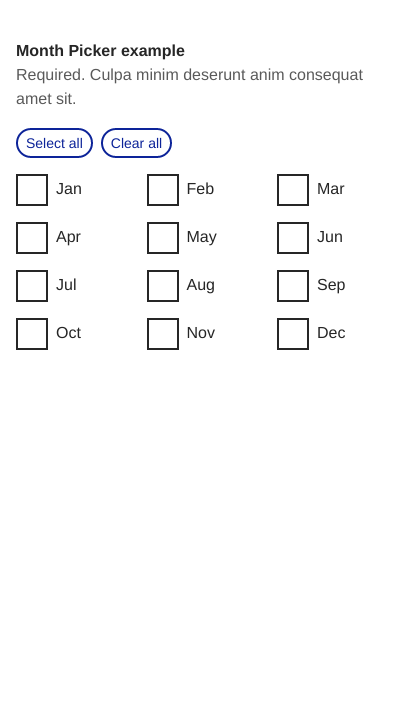 Month Picker example
Required. Culpa minim deserunt anim consequat
amet sit.
Select all Clear all
Jan Feb Mar
Apr May Jun
Jul Aug Sep
Oct Nov Dec